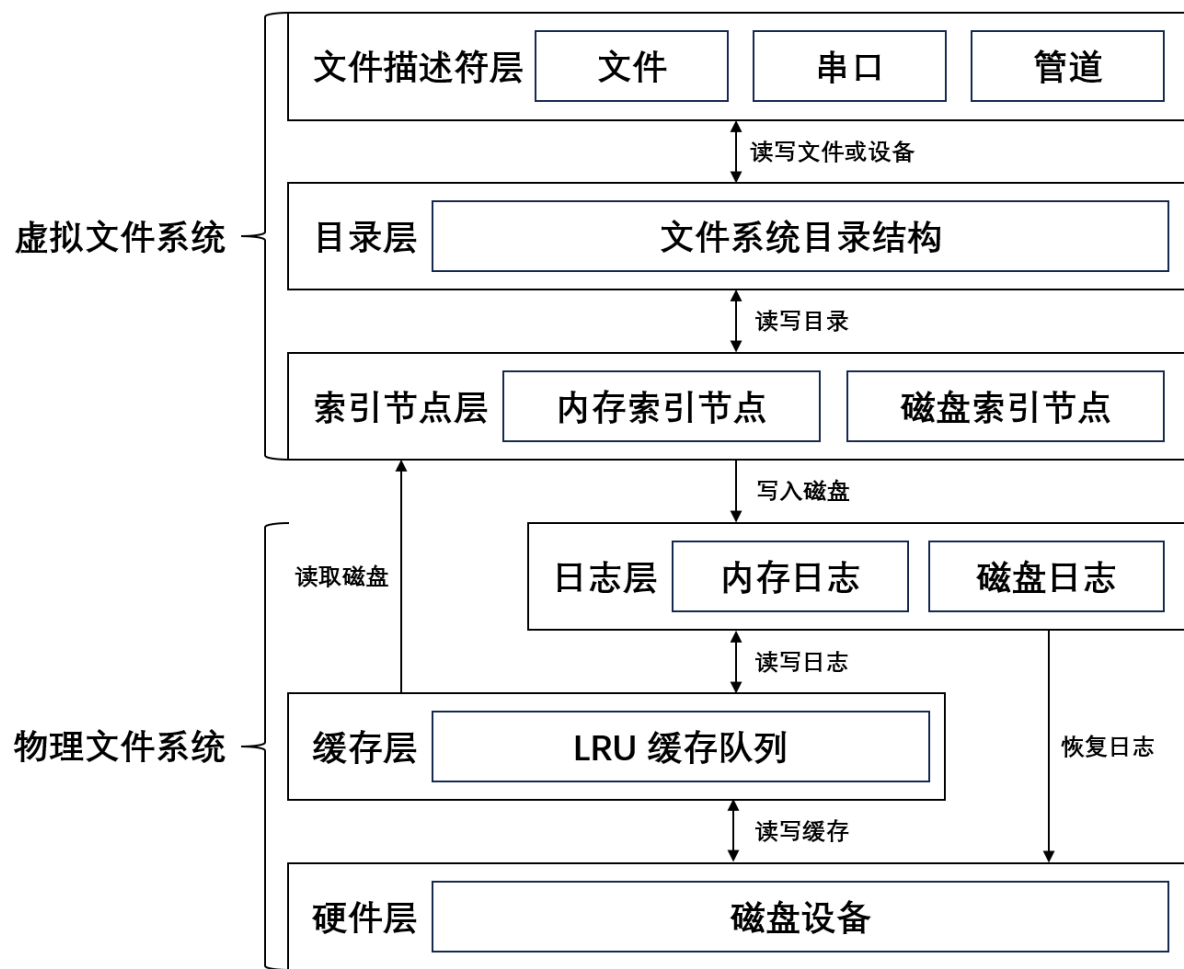 文件描述符层 文件 串口 管道
读写文件或设备
虚拟文件系统
目录层 文件系统目录结构
读写目录
索引节点层 内存索引节点 磁盘索引节点
写入磁盘
读取磁盘
日志层 内存日志 磁盘日志
读写日志
物理文件系统
缓存层 LRU 缓存队列
恢复日志
读写缓存
硬件层 磁盘设备